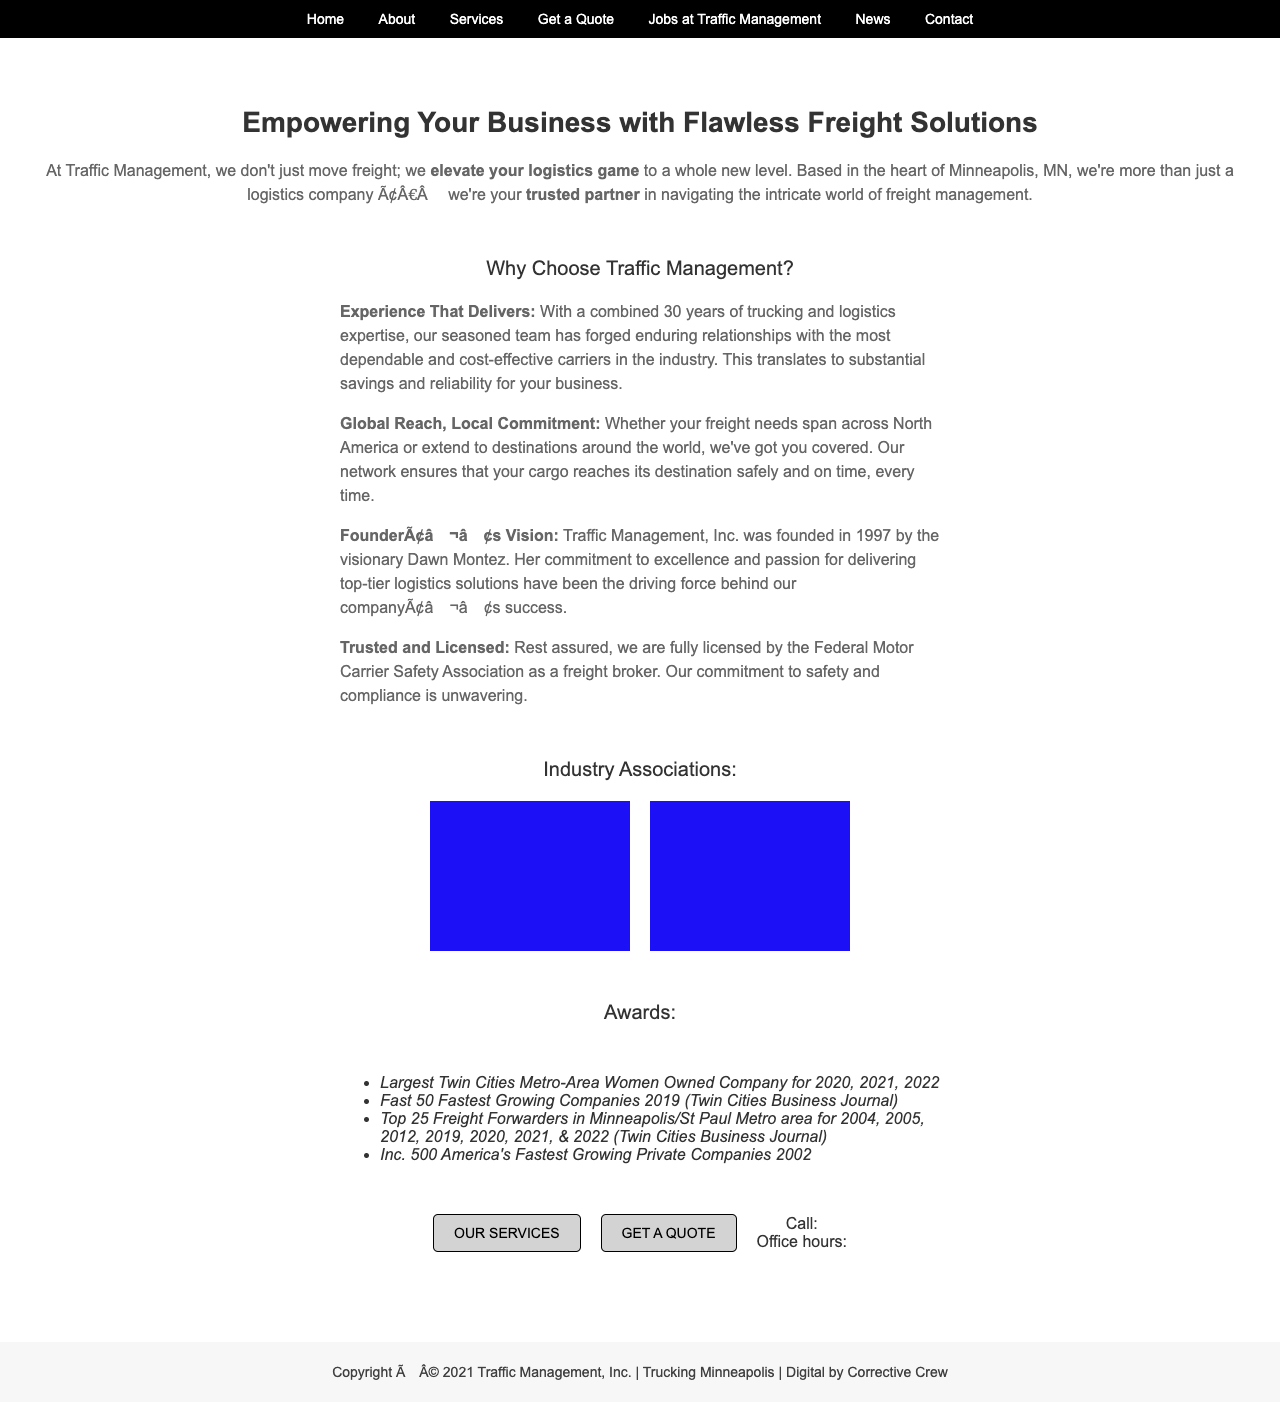 Home About Services Get a Quote Jobs at Traffic Management News Contact
Empowering Your Business with Flawless Freight Solutions
At Traffic Management, we don't just move freight; we elevate your logistics game to a whole new level. Based in the heart of Minneapolis, MN, we're more than just a
logistics company Ã¢Â€Â we're your trusted partner in navigating the intricate world of freight management.
Why Choose Traffic Management?
Experience That Delivers: With a combined 30 years of trucking and logistics
expertise, our seasoned team has forged enduring relationships with the most
dependable and cost-effective carriers in the industry. This translates to substantial
savings and reliability for your business.
Global Reach, Local Commitment: Whether your freight needs span across North
America or extend to destinations around the world, we've got you covered. Our
network ensures that your cargo reaches its destination safely and on time, every
time.
FounderÃ¢â ¬â ¢s Vision: Traffic Management, Inc. was founded in 1997 by the
visionary Dawn Montez. Her commitment to excellence and passion for delivering
top-tier logistics solutions have been the driving force behind our
companyÃ¢â ¬â ¢s success.
Trusted and Licensed: Rest assured, we are fully licensed by the Federal Motor
Carrier Safety Association as a freight broker. Our commitment to safety and
compliance is unwavering.
Industry Associations:
Awards:
• Largest Twin Cities Metro-Area Women Owned Company for 2020, 2021, 2022
• Fast 50 Fastest Growing Companies 2019 (Twin Cities Business Journal)
• Top 25 Freight Forwarders in Minneapolis/St Paul Metro area for 2004, 2005,
2012, 2019, 2020, 2021, & 2022 (Twin Cities Business Journal)
• Inc. 500 America's Fastest Growing Private Companies 2002
OUR SERVICES GET A QUOTE Call:
Office hours:
Copyright Ã Â© 2021 Traffic Management, Inc. | Trucking Minneapolis | Digital by Corrective Crew